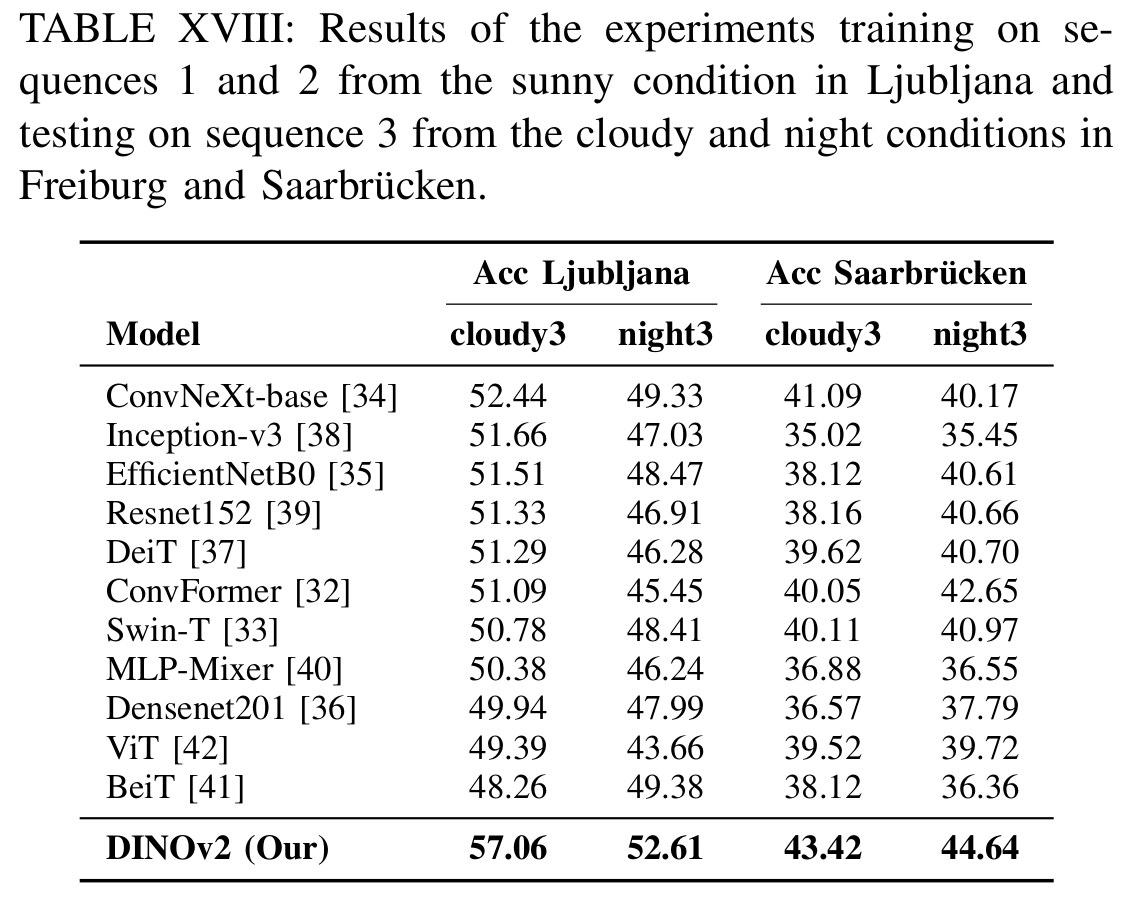 TABLE XVIII: Results of the experiments training on se-
quences 1 and 2 from the sunny condition in Ljubljana and
testing on sequence 3 from the cloudy and night conditions in
Freiburg and Saarbrücken.
Acc Ljubljana Acc Saarbrücken
Model cloudy3 night3 cloudy3 night3
ConvNeXt-base [34] 52.44 49.33 41.09 40.17
Inception-v3 [38] 51.66 47.03 35.02 35.45
EfficientNetB0 [35] 51.51 48.47 38.12 40.61
Resnet152 [39] 51.33 46.91 38.16 40.66
DeiT [37] 51.29 46.28 39.62 40.70
ConvFormer [32] 51.09 45.45 40.05 42.65
Swin-T [33] 50.78 48.41 40.11 40.97
MLP-Mixer [40] 50.38 46.24 36.88 36.55
Densenet201 [36] 49.94 47.99 36.57 37.79
ViT [42] 49.39 43.66 39.52 39.72
BeiT [41] 48.26 49.38 38.12 36.36
DINOv2 (Our) 57.06 52.61 43.42 44.64